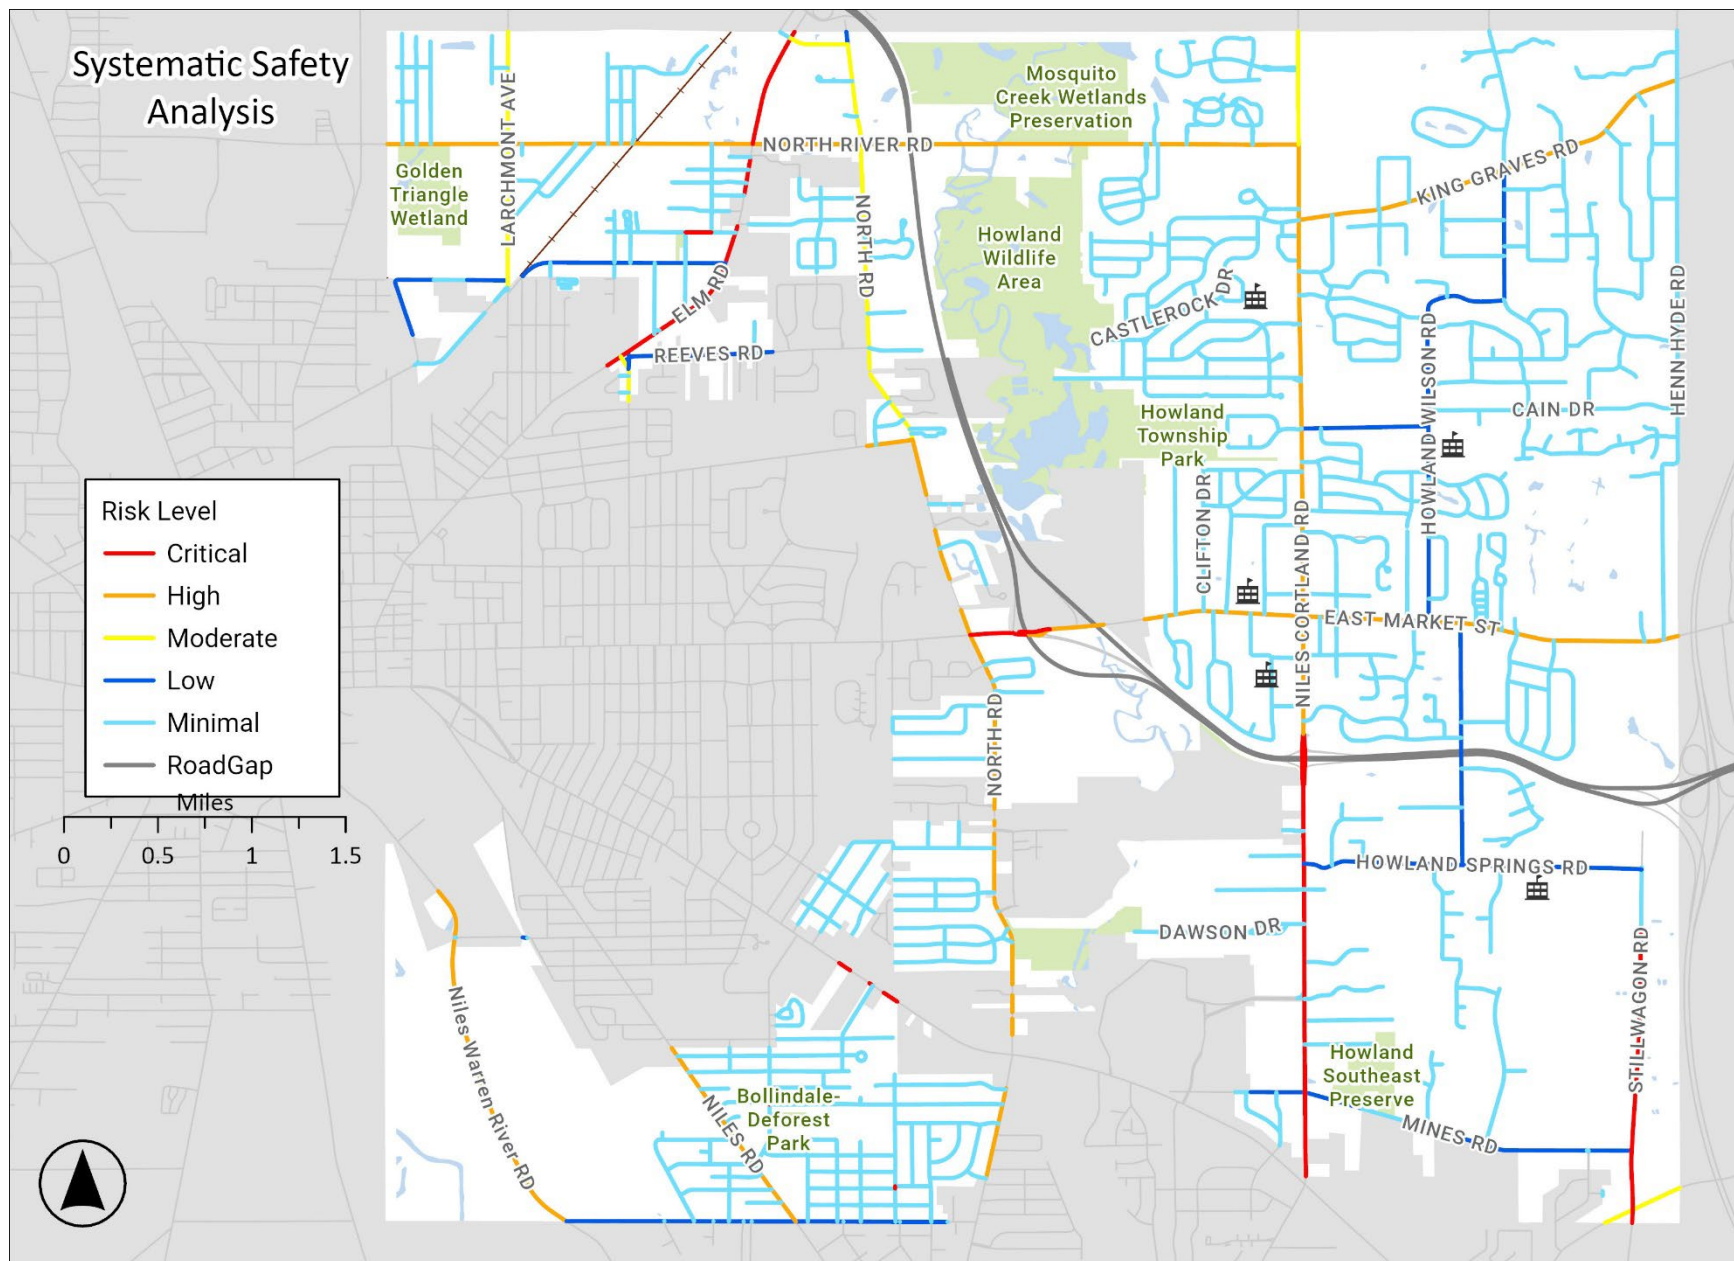 Systematic Safety
Analysis
LARCHMONT AVE
Mosquito
Creek Wetlands
Preservation
NORTH RIVER RD
Golden
Triangle
Wetland
KING GRAVES RD
NORTH RD
Howland
Wildlife
Area
ELM RD
CASTLEROCK DR
HENN HYDE RD
REEVES RD
HOWLAND WILSON RD
CAIN DR
Howland
Township
Park
CLIFTON DR
NILES CORTLAND RD
Risk Level
Critical
High
Moderate
Low
Minimal
RoadGap
Miles
0 0.5 1 1.5
EAST MARKET ST
NORTH RD
HOWLAND SPRINGS RD
DAWSON DR
STILLWAGON RD
Niles-Warren-River-RD
Howland
Southeast
Preserve
Bollindale-
Deforest
Park
NILES RD
MINES RD